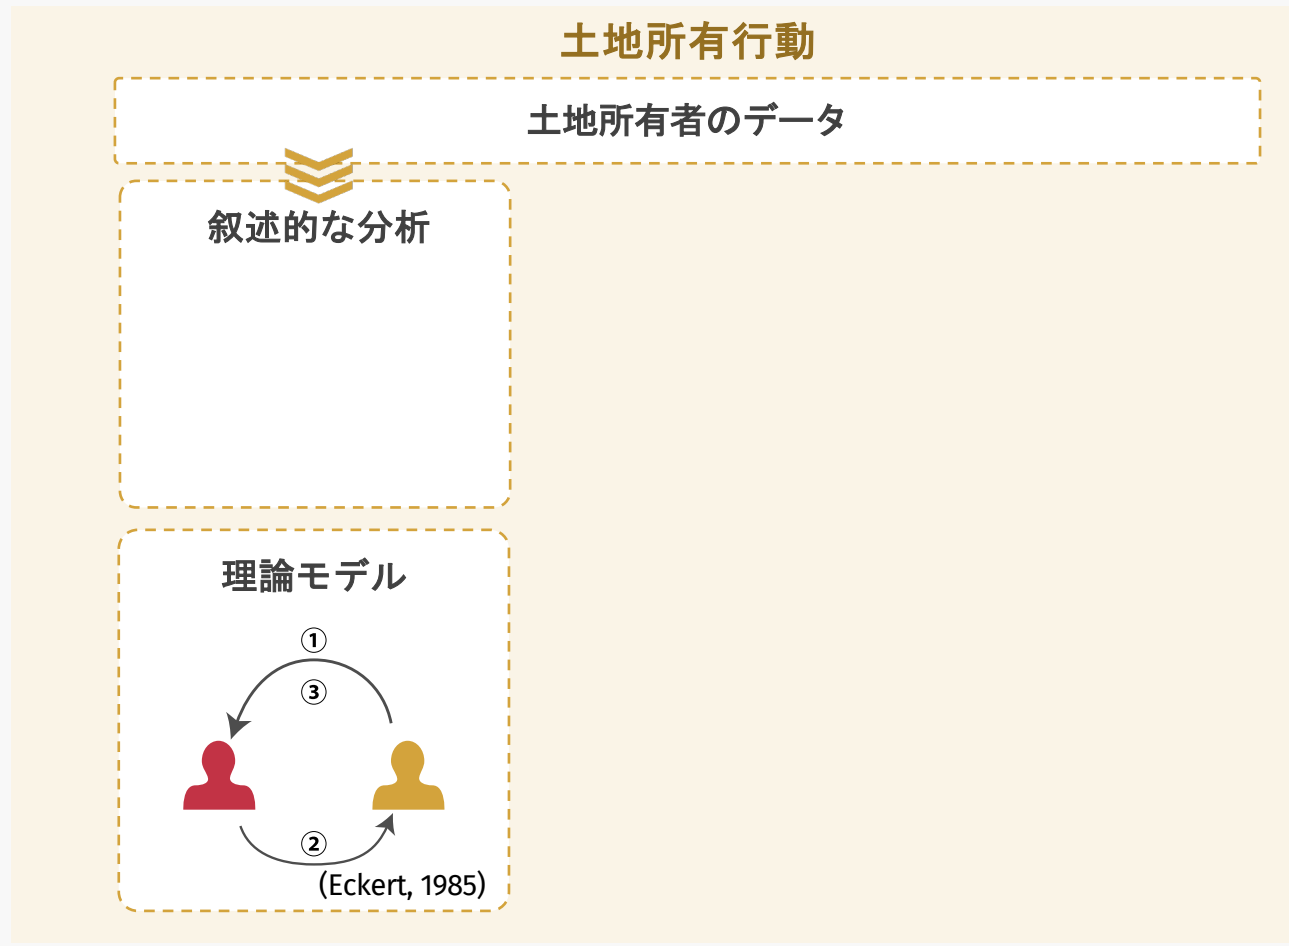 土地所有行動
土地所有者のデータ
叙述的な分析
理論モデル
①
③
②
(Eckert, 1985)